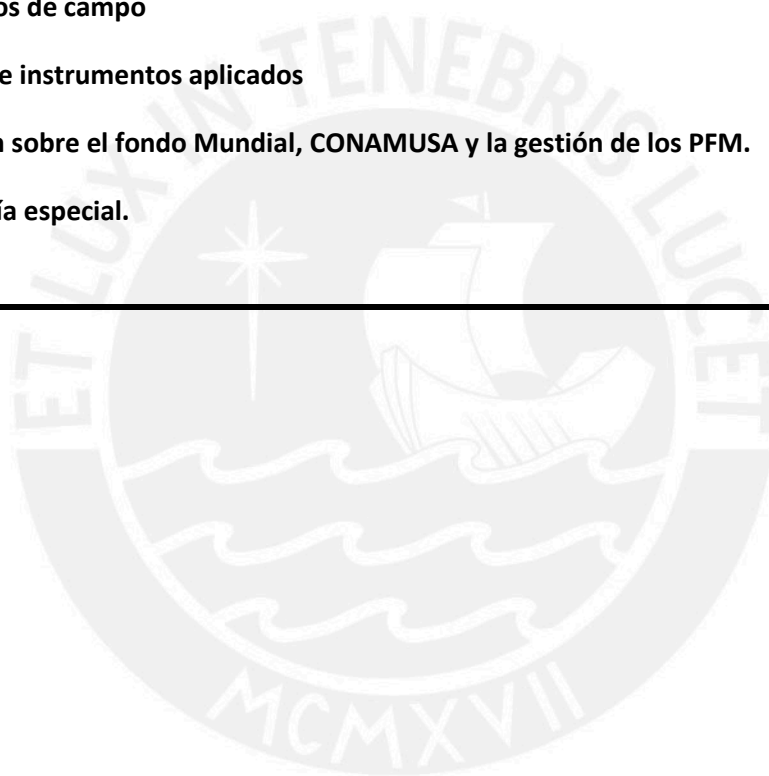 os de campo
e instrumentos aplicados
n sobre el fondo Mundial, CONAMUSA y la gestión de los PFM.
ía especial.
ET LUX IN TENEBRIS LUCET
MCMXVII